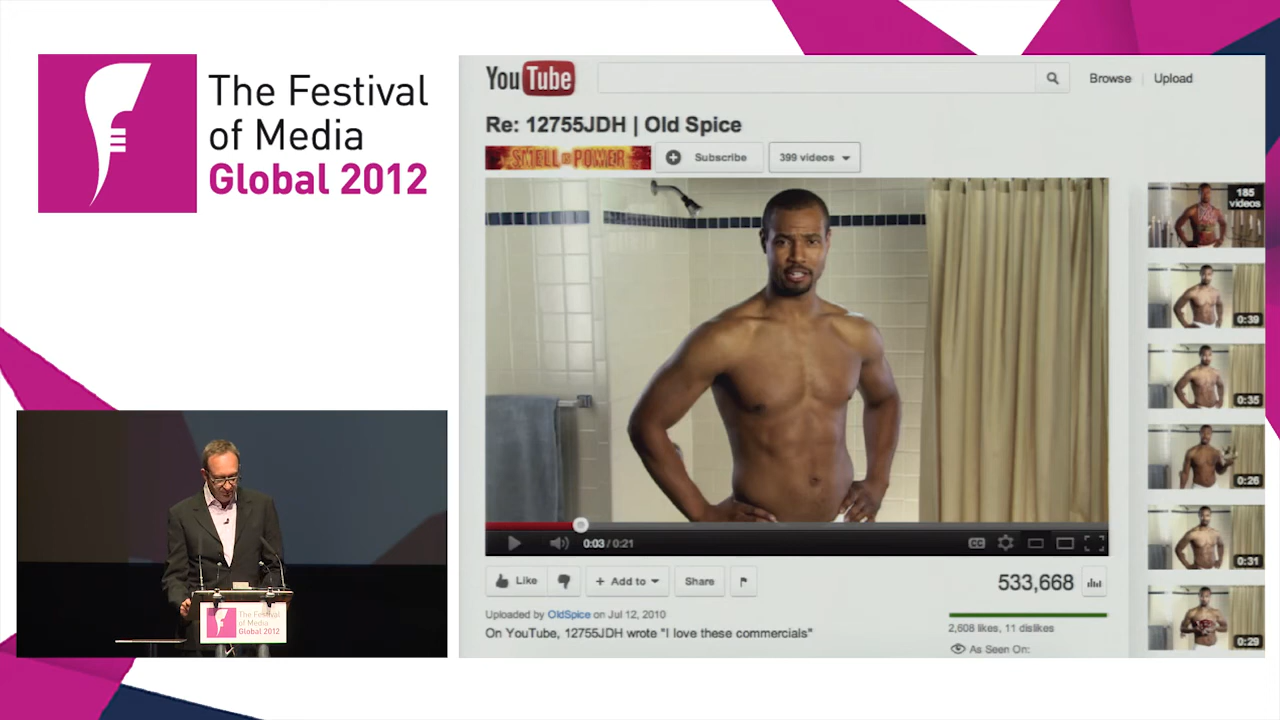 The Festival
of Media
Global 2012
YouTube
Browse | Upload
Re: 12755JDH | Old Spice
SMELL IS POWER
Subscribe
399 videos
185
videos
0:39
0:35
0:26
0:31
0:29
0:03 / 0:21
CC
Like
+ Add to
Share
533,668
Uploaded by OldSpice on Jul 12, 2010
On YouTube, 12755JDH wrote "I love these commercials"
2,608 likes, 11 dislikes
As Seen On:
The Festival
of Media
Global 2012